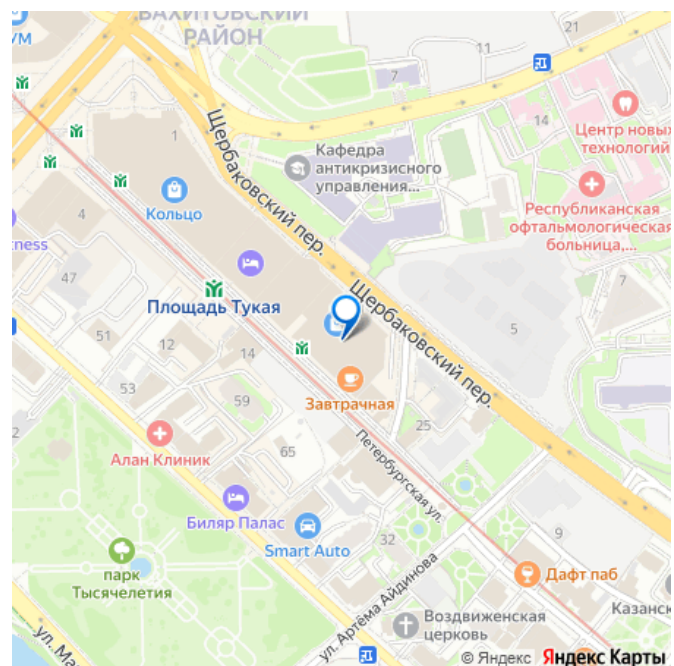 ВАХИТОВСКИЙ
РАЙОН
УМ
21
11
7
1
14
Центр новых
технологий
Щербаковский пер.
Кафедра
антикризисного
управления...
Кольцо
4
Республиканская
офтальмологическая
больница,...
tness
47
Площадь Тукая
Щербаковский пер.
7
5
51
12
14
53
59
Завтрачная
25
Алан Клиник
65
Петербургская ул.
Биляр Палас
Smart Auto
32
9
парк
Тысячелетия
Дафт паб
ул. Артёма Айдинова
Казанск
Воздвиженская
церковь
ул. Ма
© Яндекс Яндекс Карты